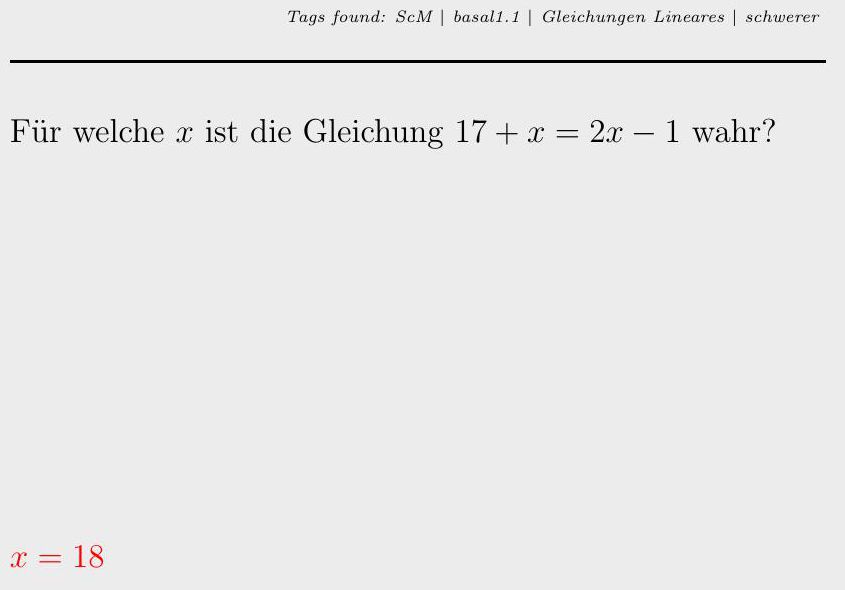 Tags found: ScM | basal1.1 | Gleichungen Lineares | schwerer
Für welche x ist die Gleichung 17 + x = 2x − 1 wahr?
x = 18